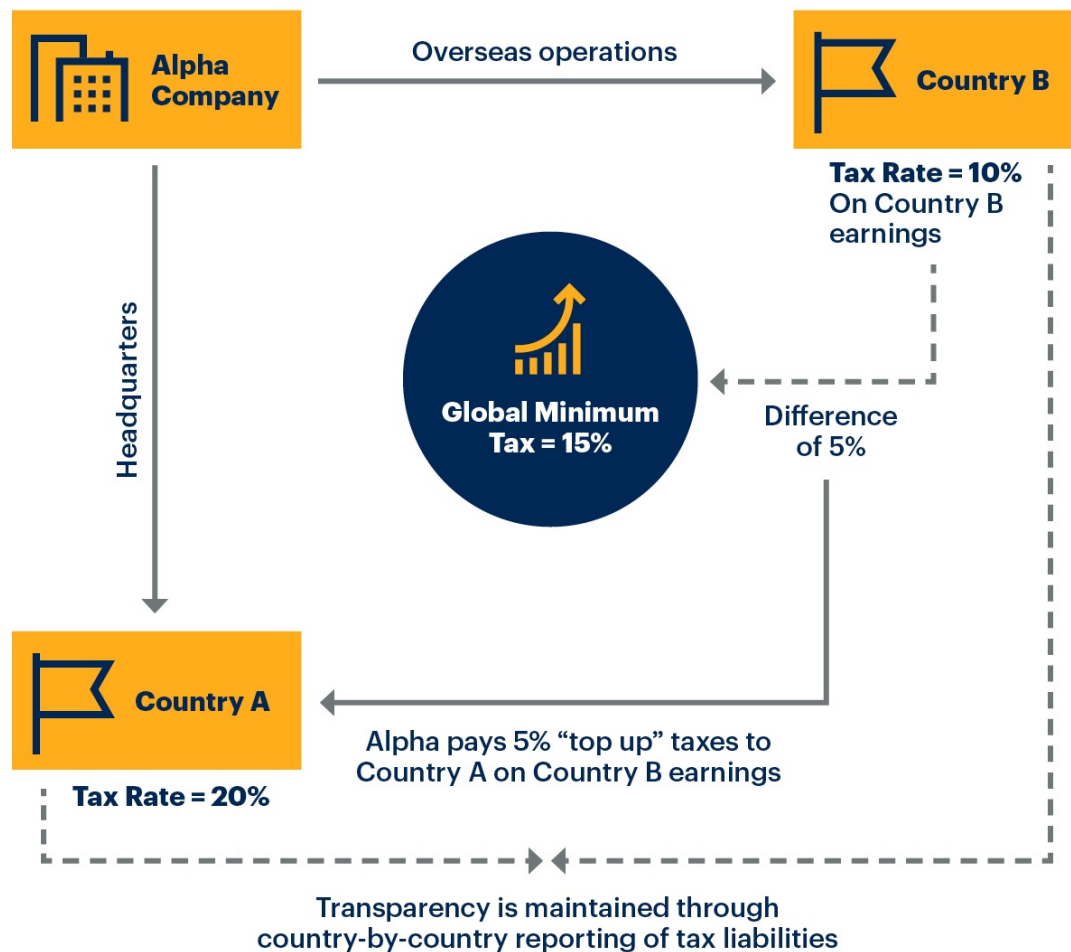 Alpha
Company
Overseas operations
Country B
Tax Rate = 10%
On Country B
earnings
Headquarters
Global Minimum
Tax = 15%
Difference
of 5%
Country A
Alpha pays 5% “top up” taxes to
Country A on Country B earnings
Tax Rate = 20%
Transparency is maintained through
country-by-country reporting of tax liabilities